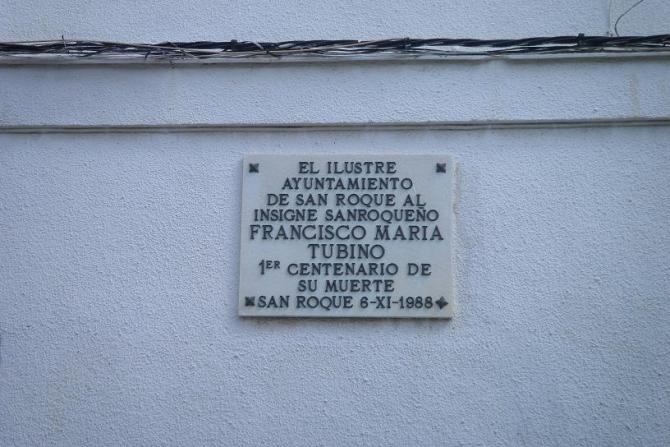 EL ILUSTRE
AYUNTAMIENTO
DE SAN ROQUE AL
INSIGNE SANROQUEÑO
FRANCISCO MARIA
TUBINO
1ER CENTENARIO DE
SU MUERTE
SAN ROQUE 6-XI-1988